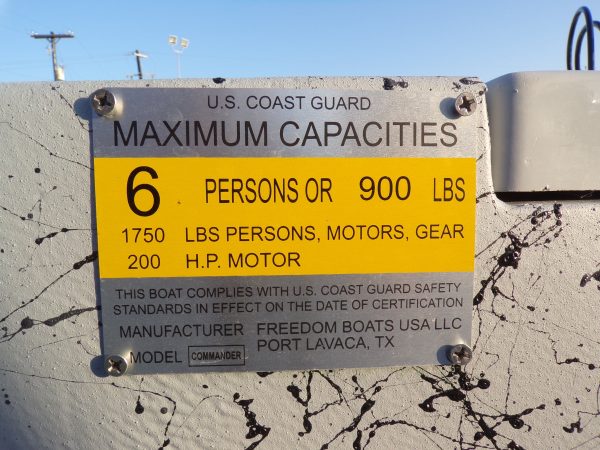 U.S. COAST GUARD
MAXIMUM CAPACITIES
6 PERSONS OR 900 LBS
1750 LBS PERSONS, MOTORS, GEAR
200 H.P. MOTOR
THIS BOAT COMPLIES WITH U.S. COAST GUARD SAFETY
STANDARDS IN EFFECT ON THE DATE OF CERTIFICATION
MANUFACTURER FREEDOM BOATS USA LLC
PORT LAVACA, TX
MODEL COMMANDER